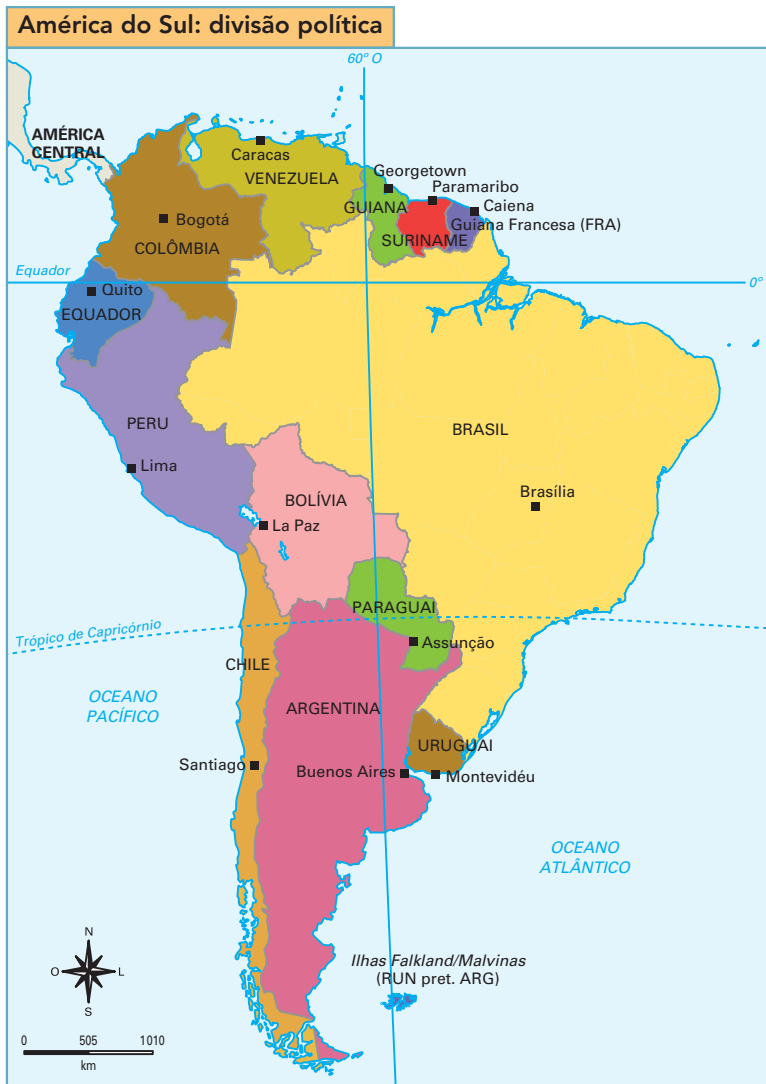 América do Sul: divisão política
60º O
AMÉRICA
CENTRAL
Caracas
VENEZUELA
Georgetown
Paramaribo
GUIANA
Caiena
Guiana Francesa (FRA)
SURINAME
Bogotá
COLÔMBIA
Equador
0º
Quito
EQUADOR
PERU
BRASIL
Lima
BOLÍVIA
Brasília
La Paz
PARAGUAI
Trópico de Capricórnio
Assunção
CHILE
OCEANO
PACÍFICO
ARGENTINA
URUGUAI
Santiago
Buenos Aires
Montevidéu
OCEANO
ATLÂNTICO
Ilhas Falkland/Malvinas
(RUN pret. ARG)
N
O
L
S
0 505 1010
km